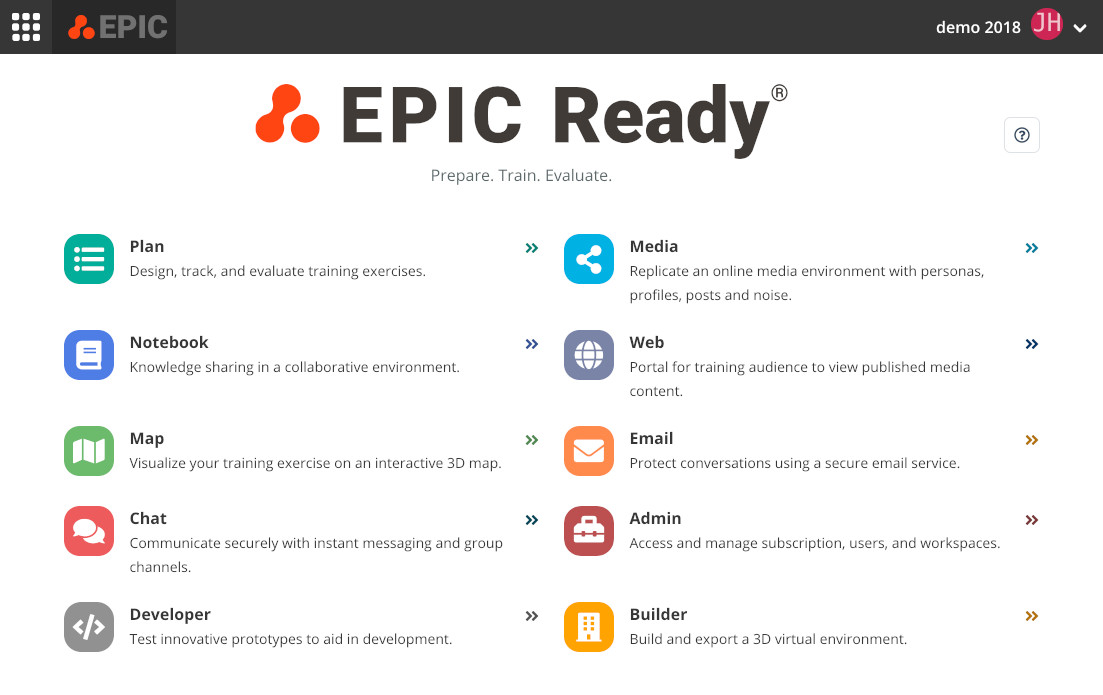 EPIC
demo 2018
JH
EPIC Ready®
?
Prepare. Train. Evaluate.
Plan
Design, track, and evaluate training exercises.
Media
Replicate an online media environment with personas,
profiles, posts and noise.
Notebook
Knowledge sharing in a collaborative environment.
Web
Portal for training audience to view published media
content.
Map
Visualize your training exercise on an interactive 3D map.
Email
Protect conversations using a secure email service.
Chat
Communicate securely with instant messaging and group
channels.
Admin
Access and manage subscription, users, and workspaces.
Developer
Test innovative prototypes to aid in development.
Builder
Build and export a 3D virtual environment.